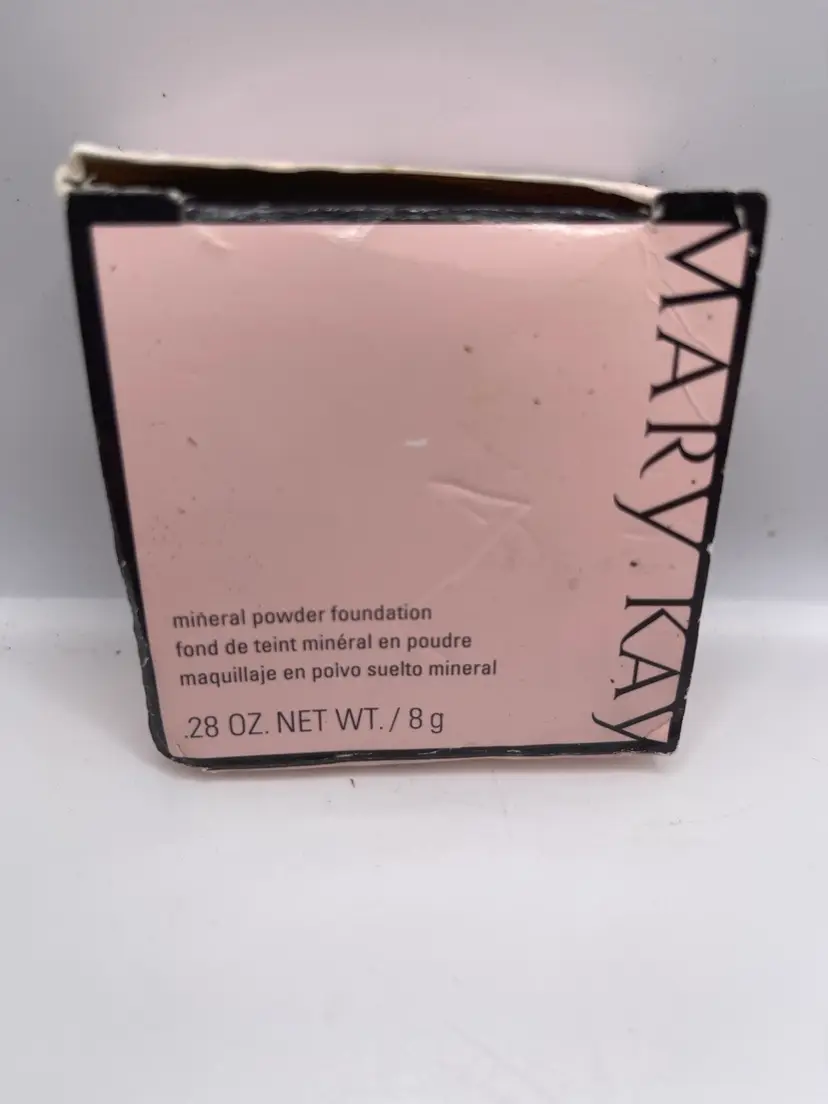 MARY KAY
mineral powder foundation
fond de teint minéral en poudre
maquillaje en polvo suelto mineral
.28 OZ. NET WT. / 8 g